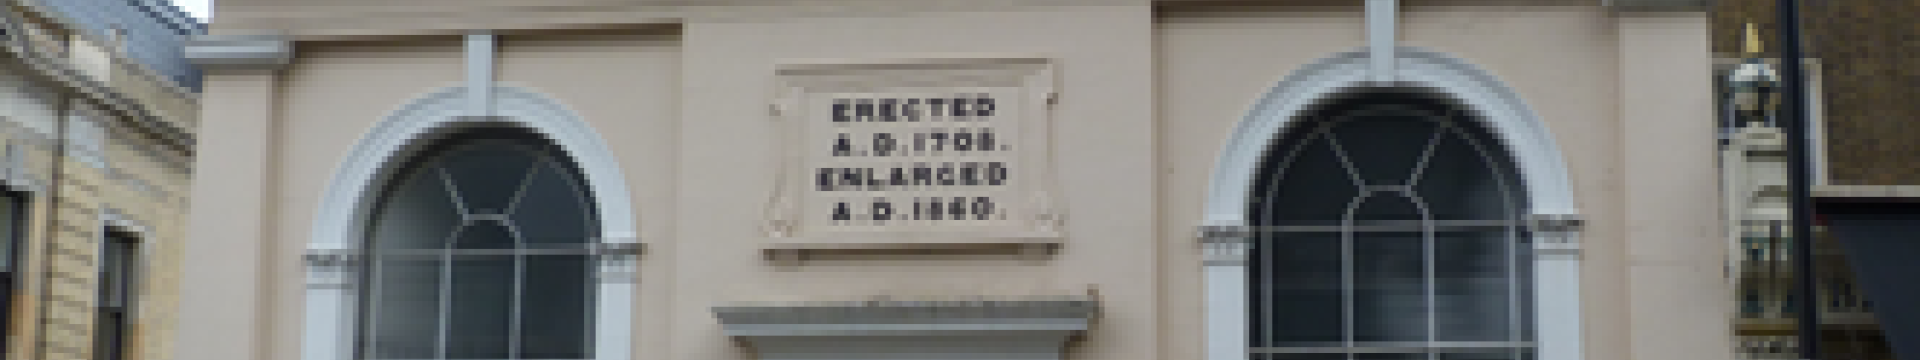 ERECTED
A.D.1708.
ENLARGED
A.D.1860.